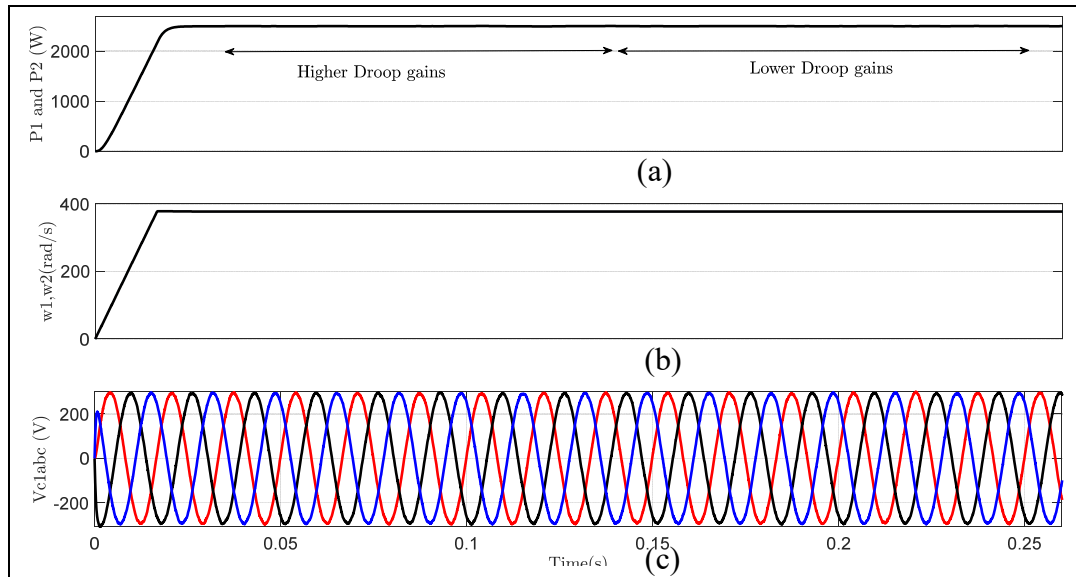 P1 and P2 (W)
2000
1000
0
Higher Droop gains
Lower Droop gains
(a)
w1,w2(rad/s)
400
200
0
(b)
Vc1abc (V)
200
0
-200
0
0.05
0.1
0.15
0.2
0.25
Time(s)
(c)